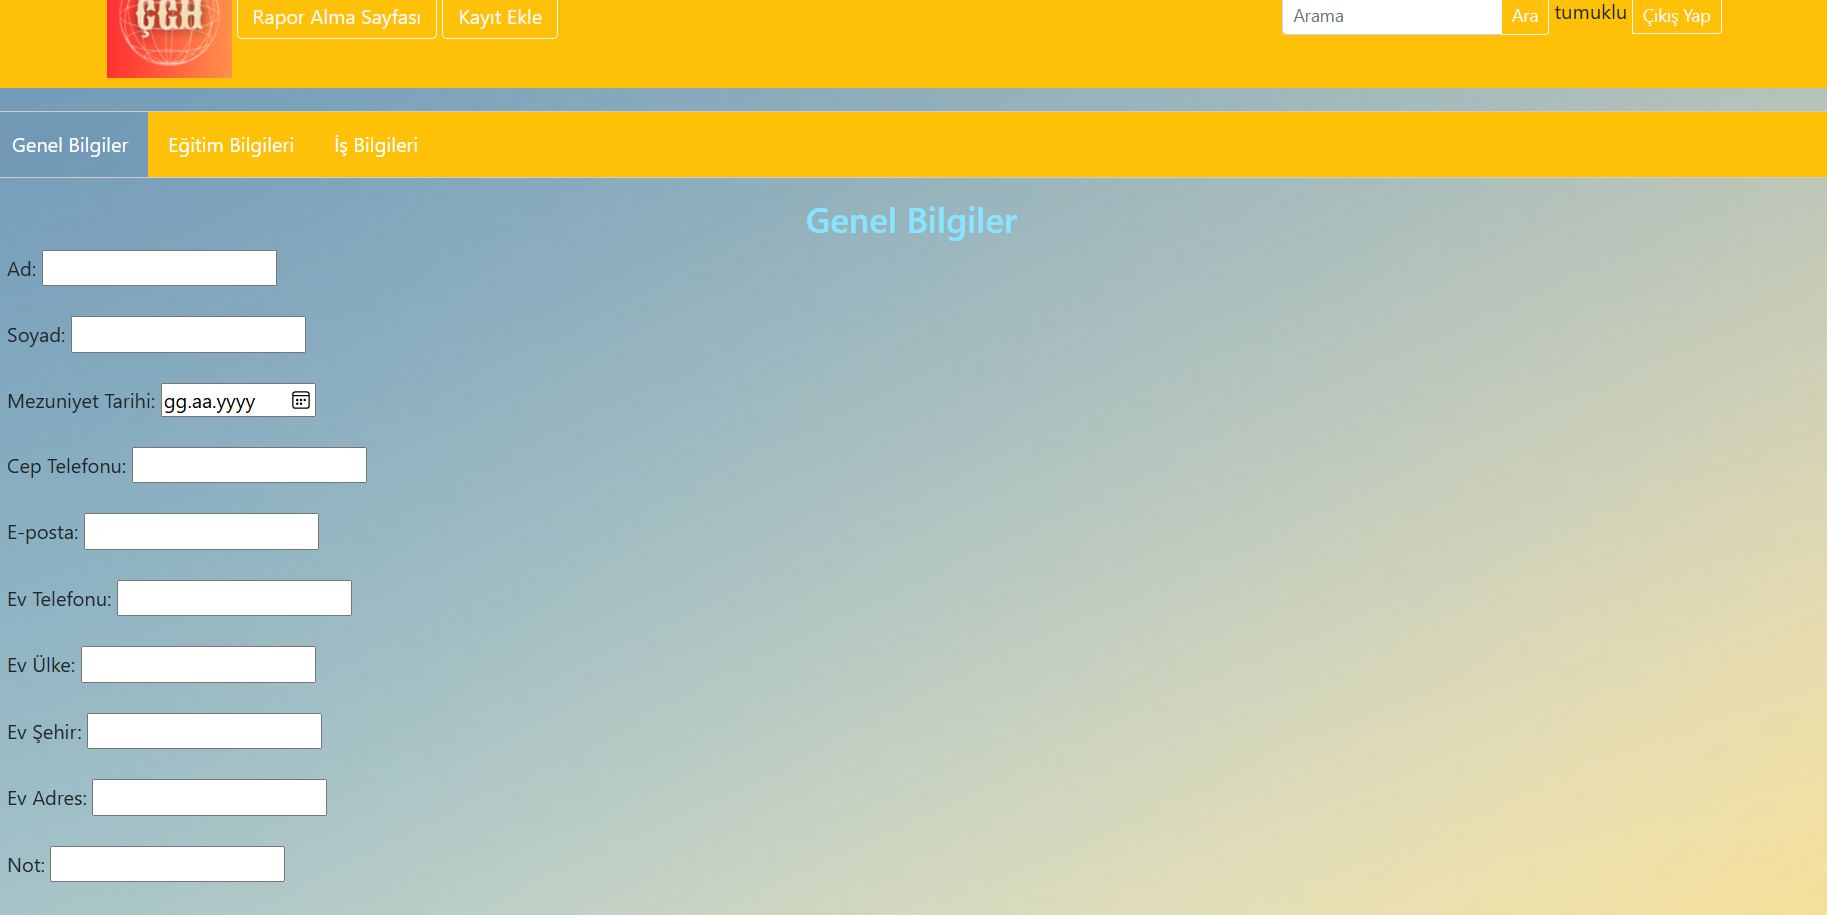 ÇGH
Rapor Alma Sayfası
Kayıt Ekle
Arama
Ara
tumuklu
Çıkış Yap
Genel Bilgiler
Eğitim Bilgileri
İş Bilgileri
Genel Bilgiler
Ad:
Soyad:
Mezuniyet Tarihi: gg.aa.yyyy
Cep Telefonu:
E-posta:
Ev Telefonu:
Ev Ülke:
Ev Şehir:
Ev Adres:
Not: